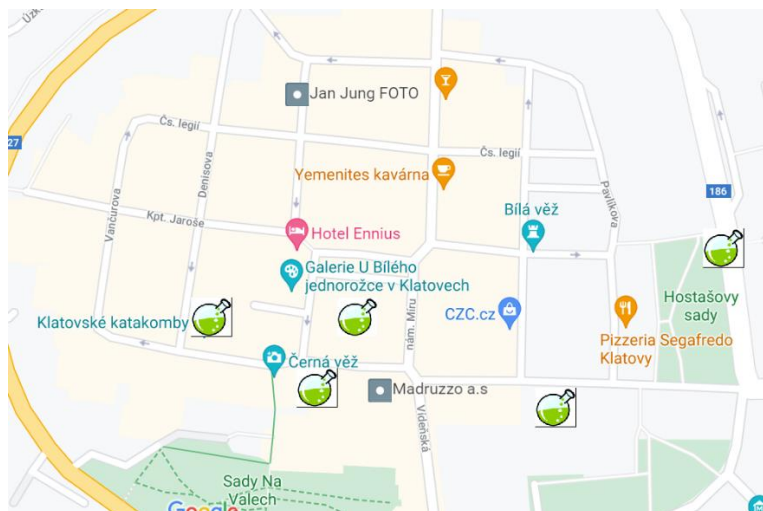 Úzká
Jan Jung FOTO
Čs. legií
27
Denisova
Čs. legií
Yemenites kavárna
Pavlíkova
186
Vančurova
Kpt. Jaroše
Bílá věž
Hotel Ennius
Galerie U Bílého
jednorožce v Klatovech
Hostašovy
sady
Klatovské katakomby
nám. Míru
CZC.cz
Pizzeria Segafredo
Klatovy
Černá věž
Madruzzo a.s
Vídeňská
Sady Na
Valech
Google